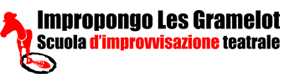 Impropongo Les Gramelot
Scuola d'improvvisazione teatrale